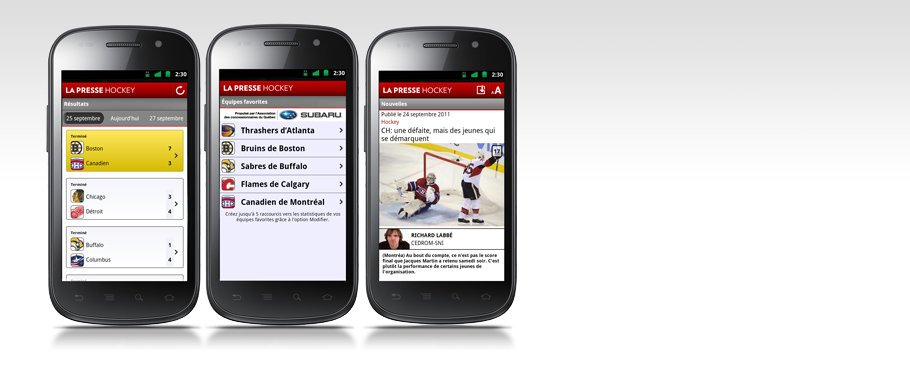 2:30
LA PRESSE HOCKEY
Résultats
25 septembre Aujourd'hui 27 septembre
Terminé
Boston 7
Canadien 3
Terminé
Chicago 3
Détroit 4
Terminé
Buffalo 1
Columbus 4
2:30
LA PRESSE HOCKEY
Équipes favorites
Propulsé par l'Association
des concessionnaires du Québec SUBARU
Thrashers d'Atlanta
Bruins de Boston
Sabres de Buffalo
Flames de Calgary
Canadien de Montréal
Créez jusqu'à 5 raccourcis vers les statistiques de vos
équipes favorites grâce à l'option Modifier.
2:30
LA PRESSE HOCKEY
AA
Nouvelles
Publié le 24 septembre 2011
Hockey
CH: une défaite, mais des jeunes qui
se démarquent
17
RICHARD LABBÉ
CEDROM-SNI
(Montréal) Au bout du compte, ce n'est pas le score
final que Jacques Martin a retenu samedi soir. C'est
plutôt la performance de certains jeunes de
l'organisation.